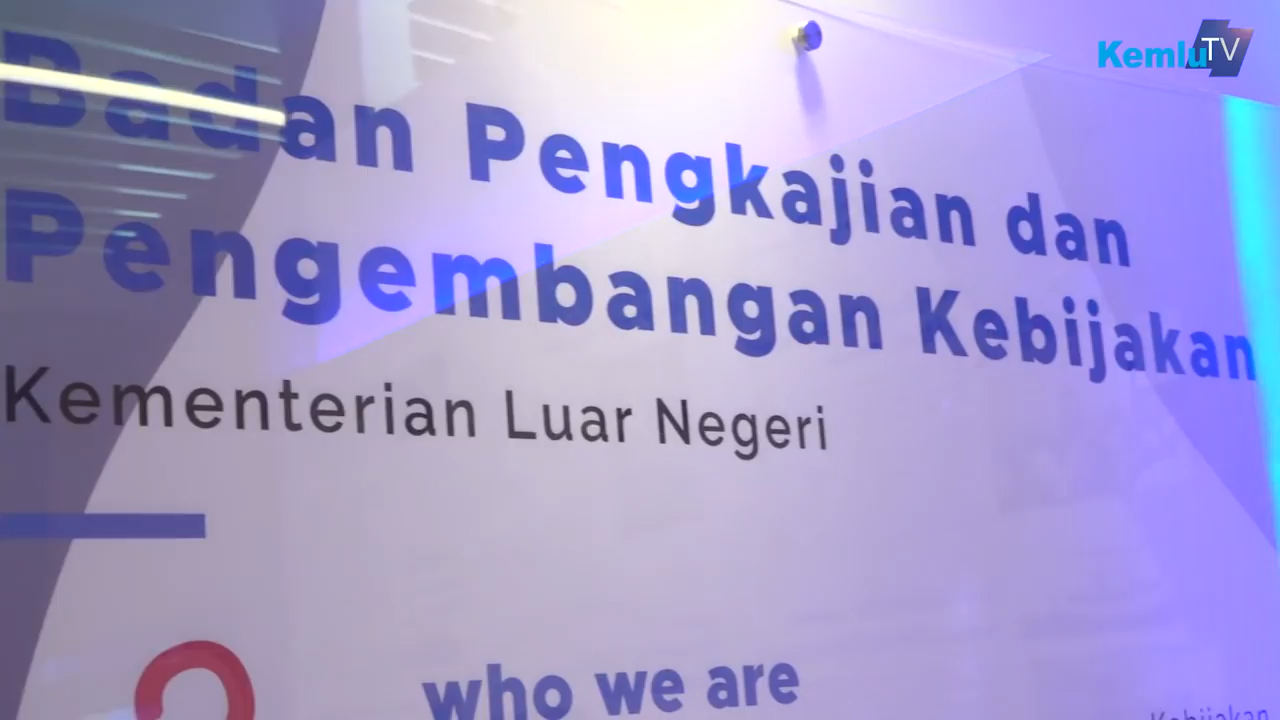 KemluTV
Badan Pengkajian dan
Pengembangan Kebijakan
Kementerian Luar Negeri
who we are
Kebijakan